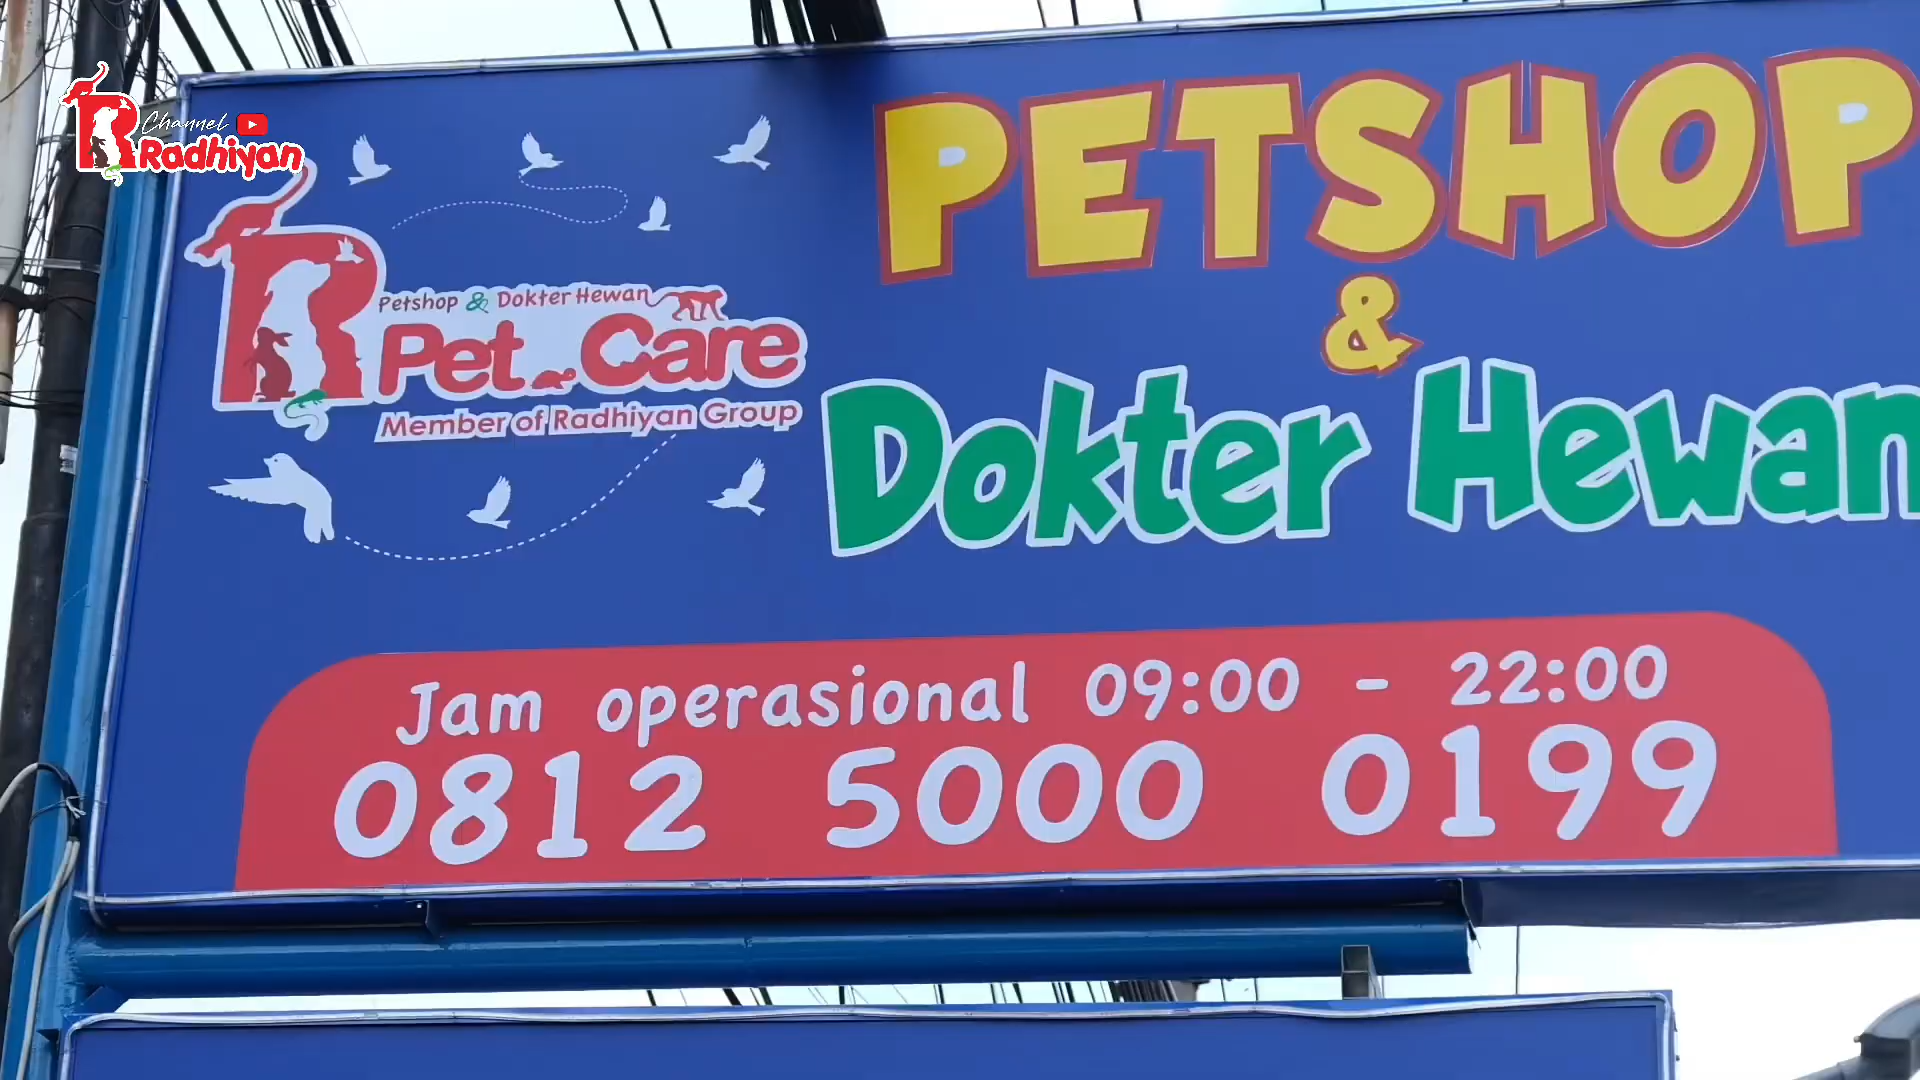 Channel
Radhiyan
PETSHOP
&
Dokter Hewan
Petshop & Dokter Hewan
R Pet Care
Member of Radhiyan Group
Jam operasional 09:00 - 22:00
0812 5000 0199